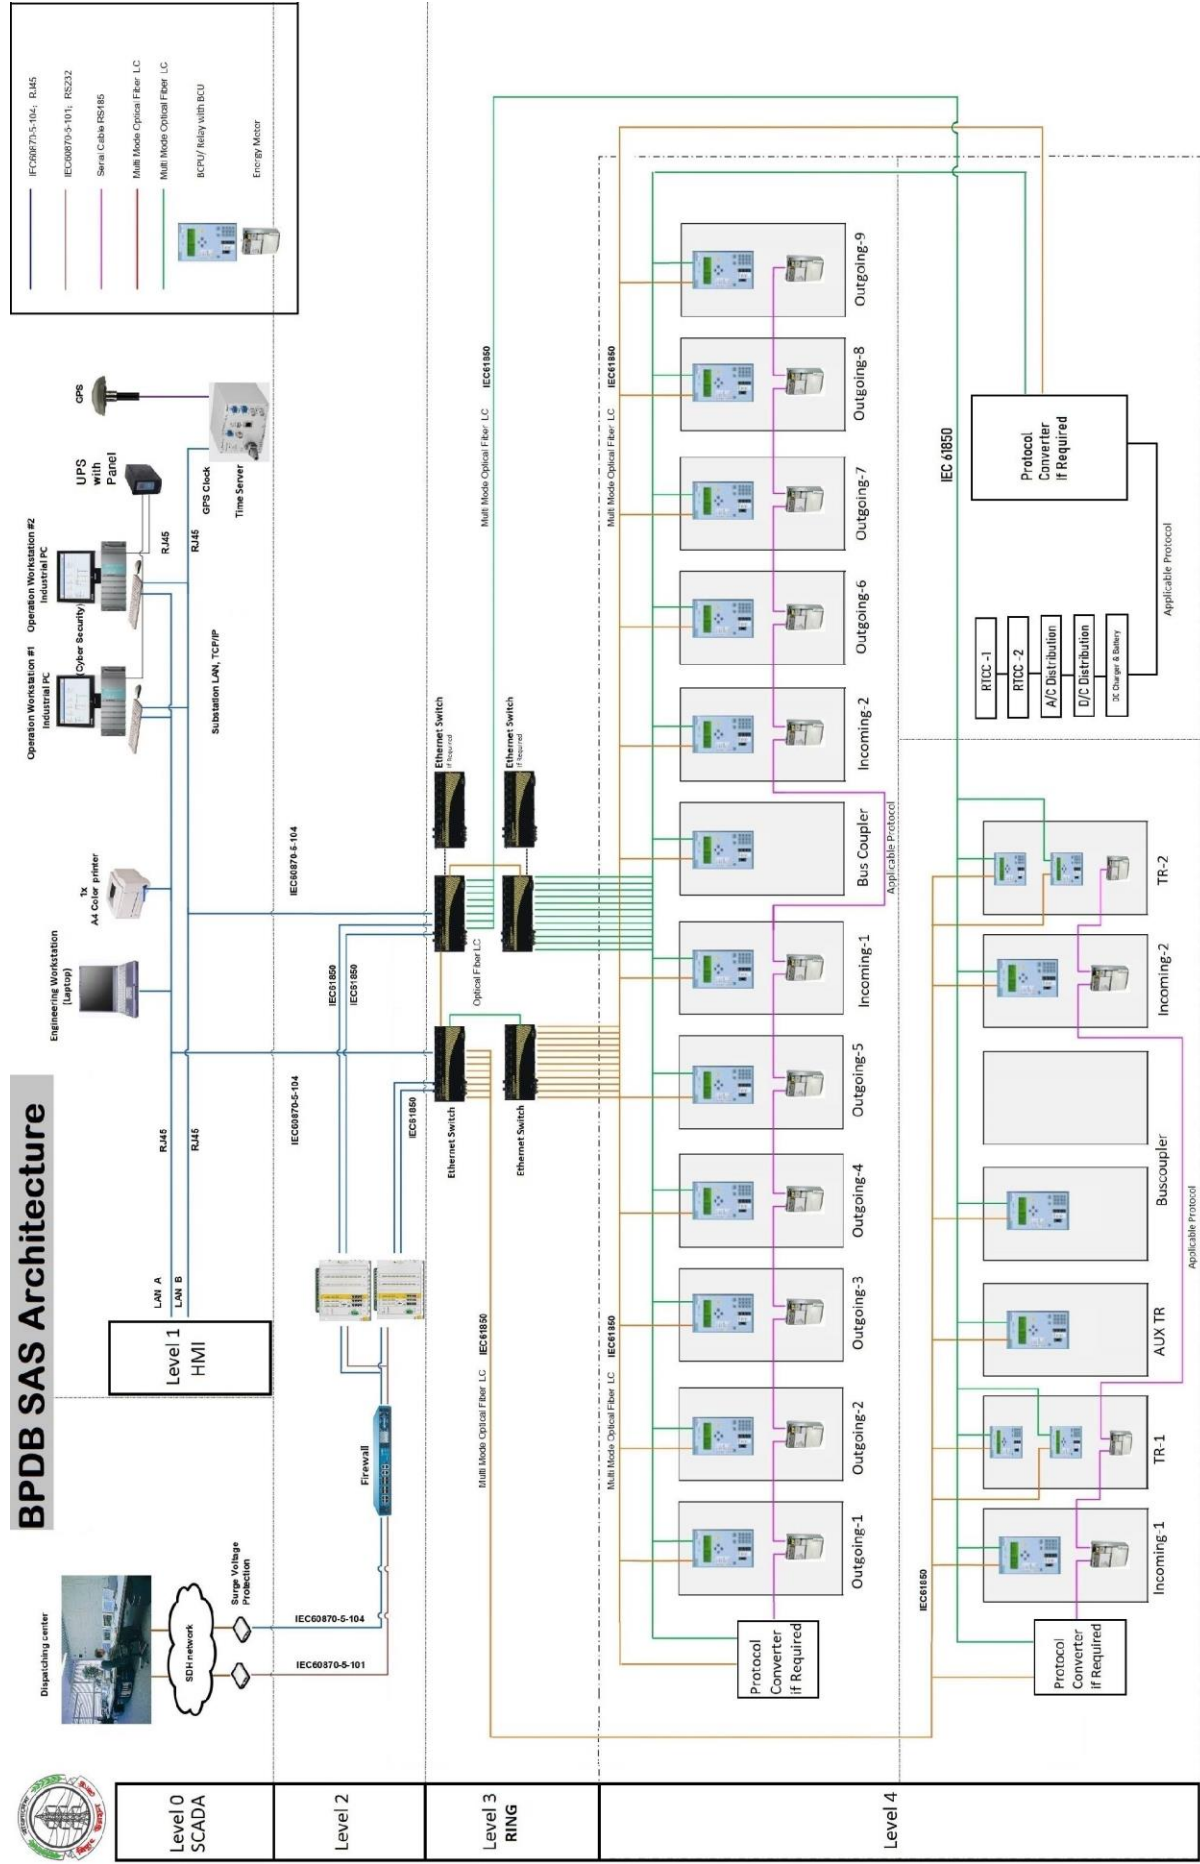 BPDB SAS Architecture
Dispatching center
SDH network
Surge Voltage
Protection
IEC60870-5-104
IEC60870-5-101
Firewall
Level 0
SCADA
Level 1
HMI
Level 2
Level 3
RING
Level 4
LAN A
LAN B
RJ45
RJ45
Engineering Workstation
(Laptop)
1x
A4 Color printer
Operation Workstation #1
Industrial PC
(Cyber Security)
Operation Workstation #2
Industrial PC
UPS
with
Panel
GPS
RJ45
RJ45
GPS Clock
Time Server
Substation LAN, TCP/IP
IEC60870-5-104; RJ45
IEC60870-5-101; RS232
Serial Cable RS485
Multi Mode Optical Fiber LC
Multi Mode Optical Fiber LC
BCPU/ Relay with BCU
Energy Meter
IEC60870-5-104
IEC60870-5-104
IEC61850
IEC61850
IEC61850
Ethernet Switch
Ethernet Switch
Ethernet Switch
If Required
Ethernet Switch
If Required
Optical Fiber LC
Multi Mode Optical Fiber LC IEC61850
Multi Mode Optical Fiber LC IEC61850
Multi Mode Optical Fiber LC IEC61850
Multi Mode Optical Fiber LC IEC61850
Protocol
Converter
if Required
Outgoing-1
Outgoing-2
Outgoing-3
Outgoing-4
Outgoing-5
Incoming-1
Bus Coupler
Incoming-2
Outgoing-6
Outgoing-7
Outgoing-8
Outgoing-9
Applicable Protocol
IEC61850
IEC 61850
Protocol
Converter
if Required
Incoming-1
TR-1
AUX TR
Buscoupler
Incoming-2
TR-2
Applicable Protocol
RTCC -1
RTCC -2
A/C Distribution
D/C Distribution
DC Charger & Battery
Protocol
Converter
If Required
Applicable Protocol